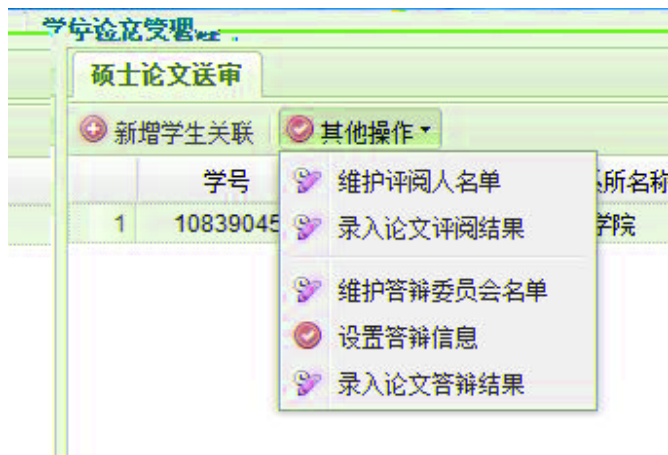 学位论文管理
硕士论文送审
新增学生关联 其他操作
学号 系所名称
1 10839045 学院
维护评阅人名单
录入论文评阅结果
维护答辩委员会名单
设置答辩信息
录入论文答辩结果